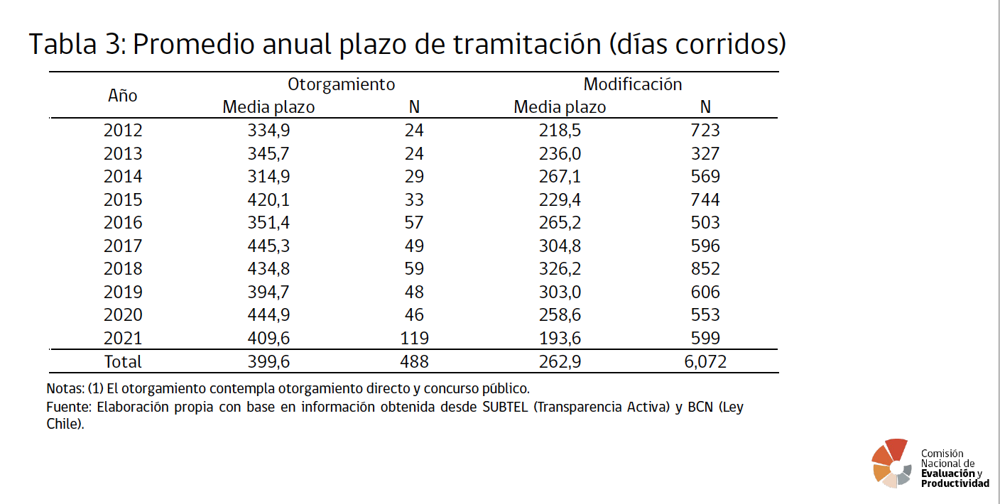 Tabla 3: Promedio anual plazo de tramitación (días corridos)
Año Otorgamiento Modificación
Media plazo N Media plazo N
2012 334,9 24 218,5 723
2013 345,7 24 236,0 327
2014 314,9 29 267,1 569
2015 420,1 33 229,4 744
2016 351,4 57 265,2 503
2017 445,3 49 304,8 596
2018 434,8 59 326,2 852
2019 394,7 48 303,0 606
2020 444,9 46 258,6 553
2021 409,6 119 193,6 599
Total 399,6 488 262,9 6,072
Notas: (1) El otorgamiento contempla otorgamiento directo y concurso público.
Fuente: Elaboración propia con base en información obtenida desde SUBTEL (Transparencia Activa) y BCN (Ley
Chile).
Comisión
Nacional de
Evaluación y
Productividad